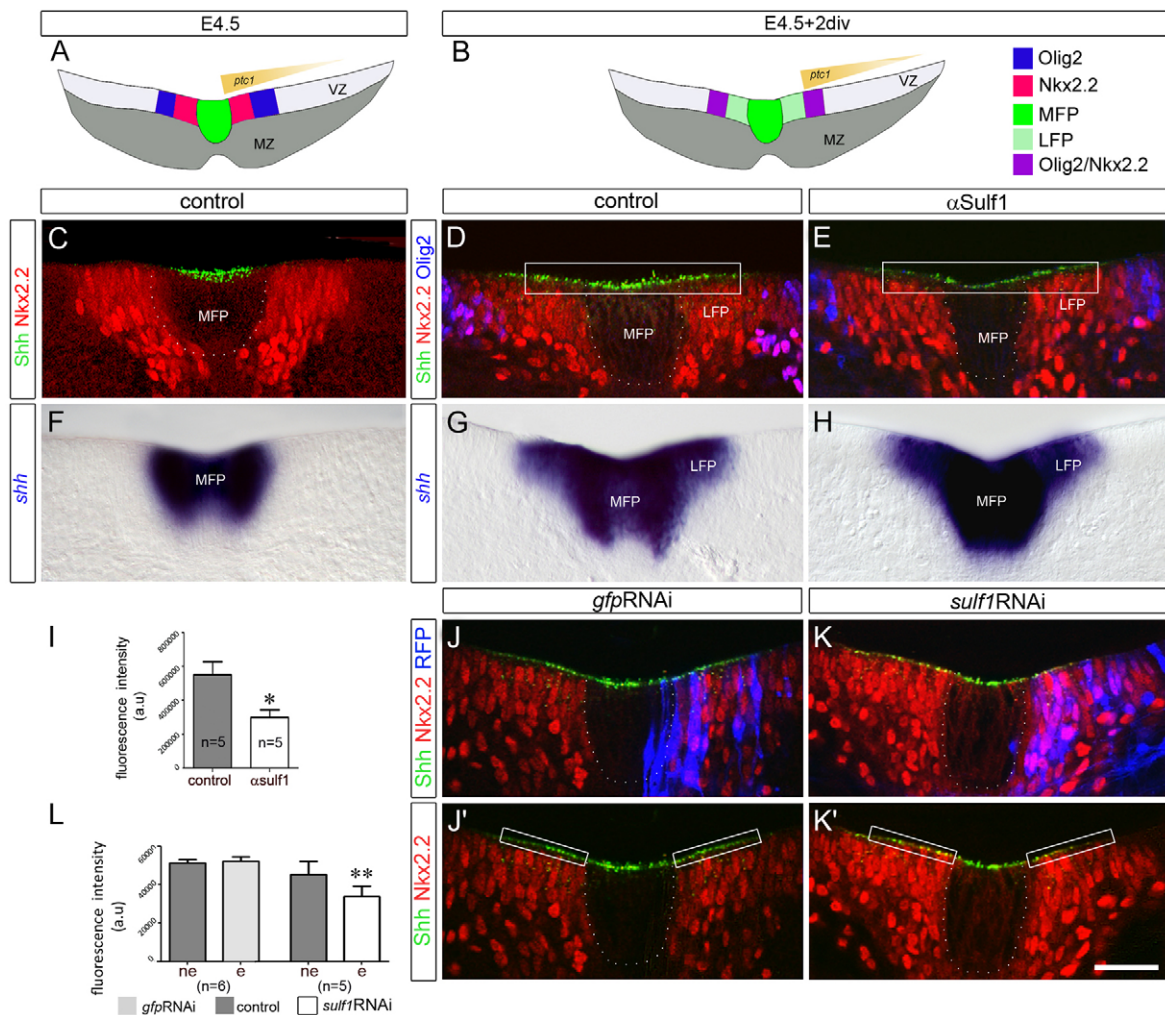 E4.5
E4.5+2div
A
ptc1
VZ
MZ
B
ptc1
VZ
MZ
Olig2
Nkx2.2
MFP
LFP
Olig2/Nkx2.2
control
control
αSulf1
Shh Nkx2.2
C
MFP
Shh Nkx2.2 Olig2
D
MFP
LFP
E
MFP
LFP
shh
F
MFP
shh
G
MFP
LFP
H
MFP
LFP
gfpRNAi
sulf1RNAi
I
fluorescence intensity
(a.u)
800000
600000
400000
200000
0
*
n=5
n=5
control
αsulf1
Shh Nkx2.2 RFP
J
K
L
fluorescence intensity
(a.u)
60000
40000
20000
0
**
ne
e
ne
e
(n=6)
(n=5)
gfpRNAi
control
sulf1RNAi
Shh Nkx2.2
J'
K'